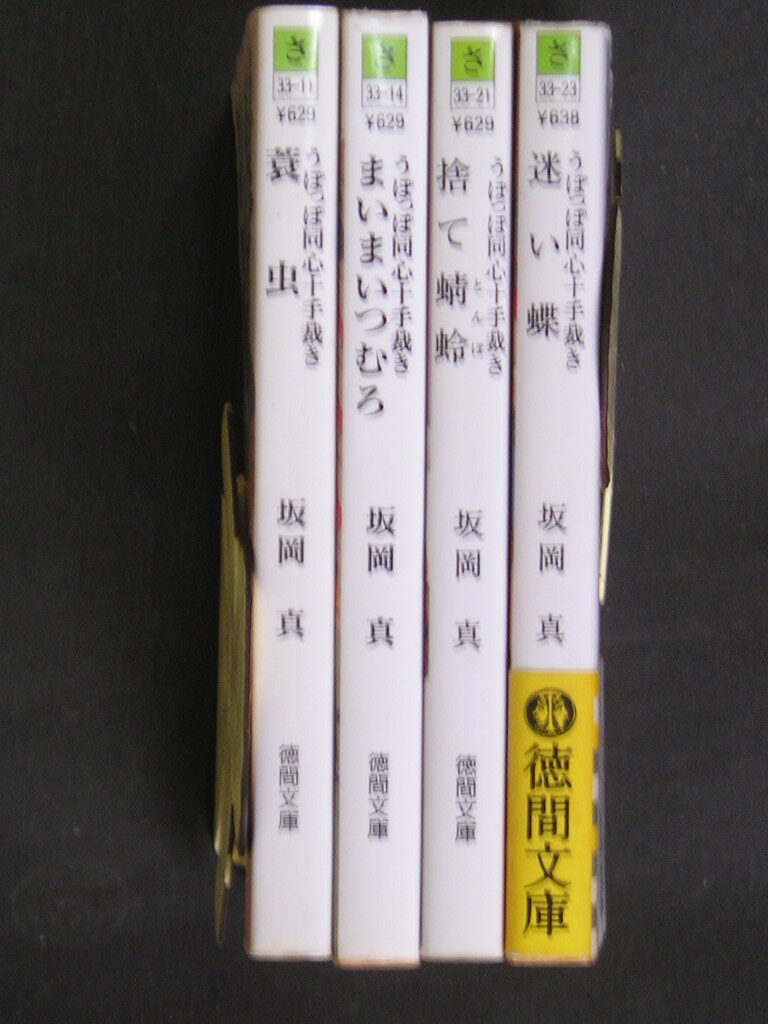 さ
33-11
¥629
うぽっぽ同心十手裁き
蓑虫
坂岡 真
徳間文庫
さ
33-14
¥629
うぽっぽ同心十手裁き
まいまいつむろ
坂岡 真
徳間文庫
さ
33-21
¥629
うぽっぽ同心十手裁き
捨て蜻蛉
とんぼ
坂岡 真
徳間文庫
さ
33-23
¥638
うぽっぽ同心十手裁き
迷い蝶
坂岡 真
徳間文庫